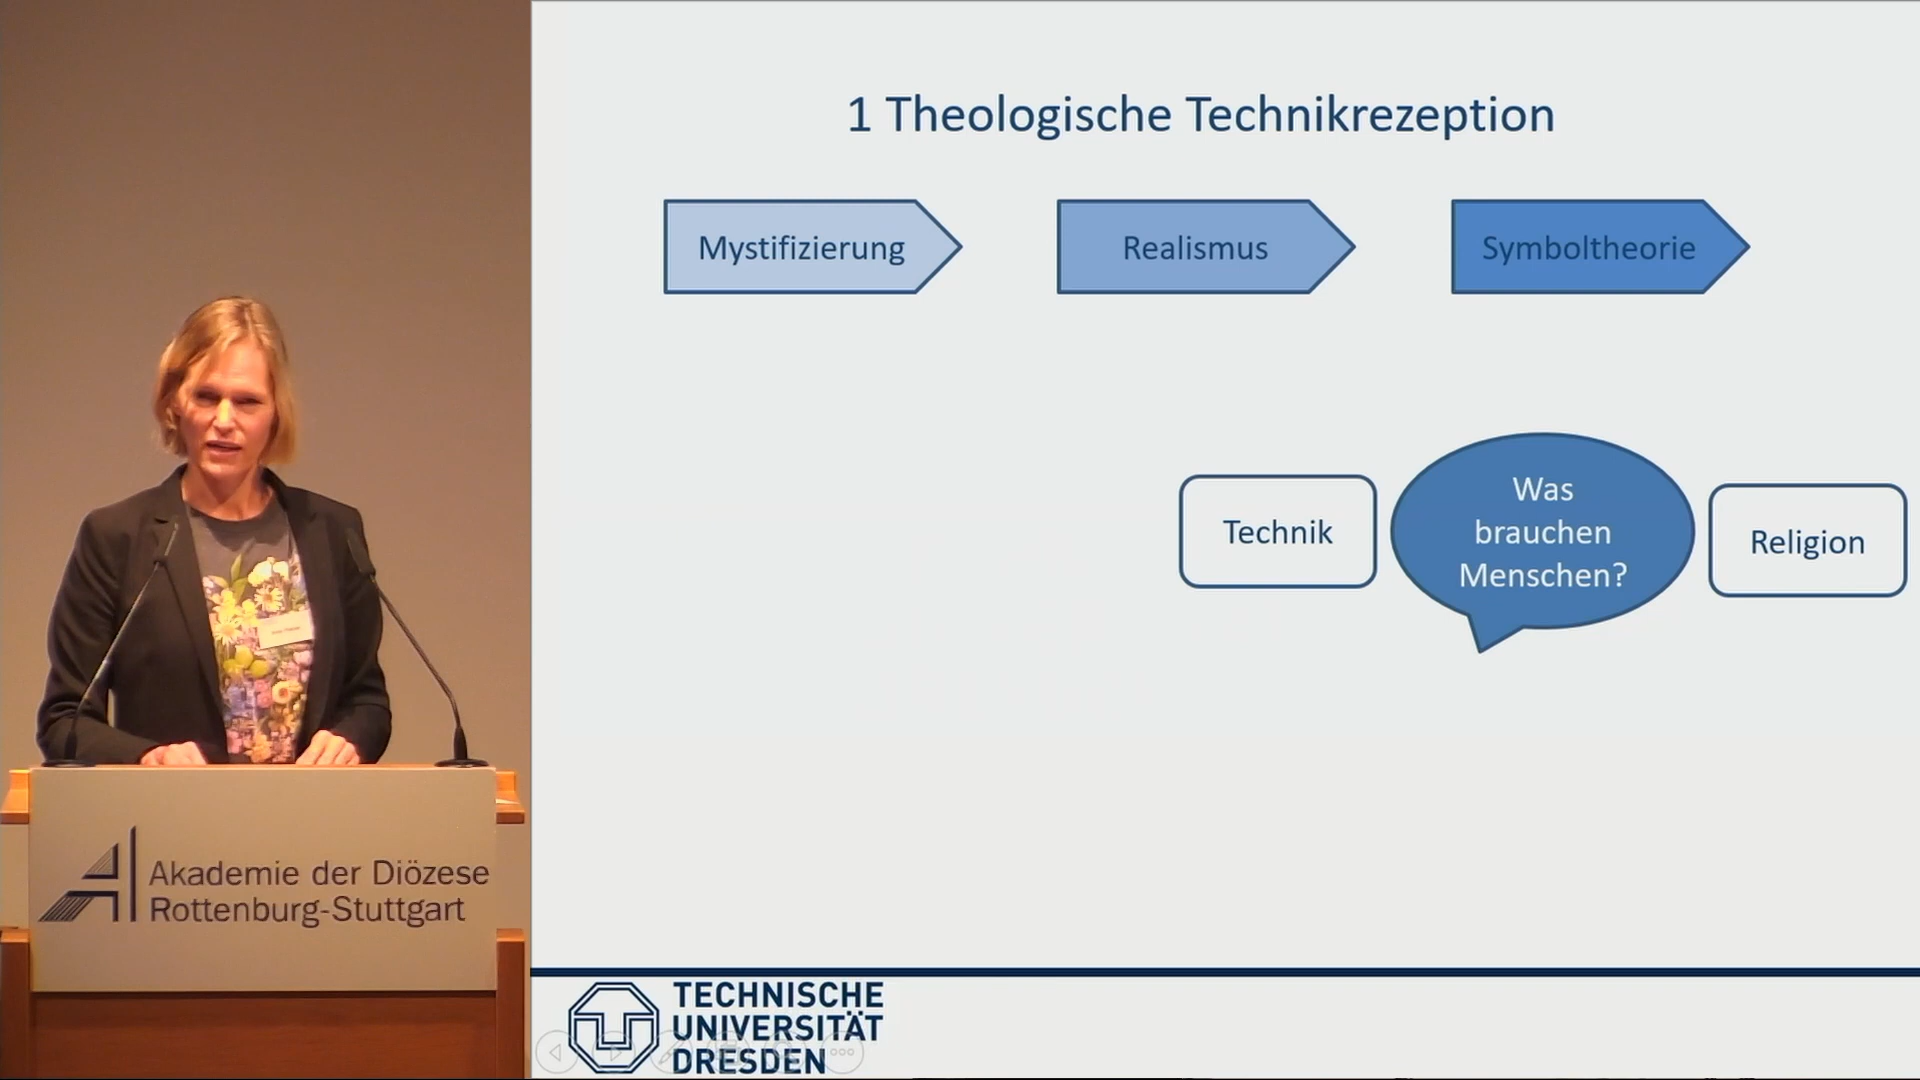 1 Theologische Technikrezeption
Mystifizierung
Realismus
Symboltheorie
Technik
Was
brauchen
Menschen?
Religion
Akademie der Diözese
Rottenburg-Stuttgart
TECHNISCHE
UNIVERSITÄT
DRESDEN